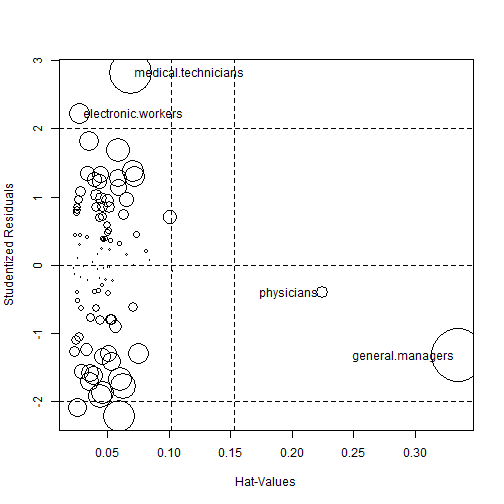 3
medical.technicians
electronic.workers
2
1
0
physicians
-1
general.managers
-2
Studentized Residuals
0.05 0.10 0.15 0.20 0.25 0.30
Hat-Values